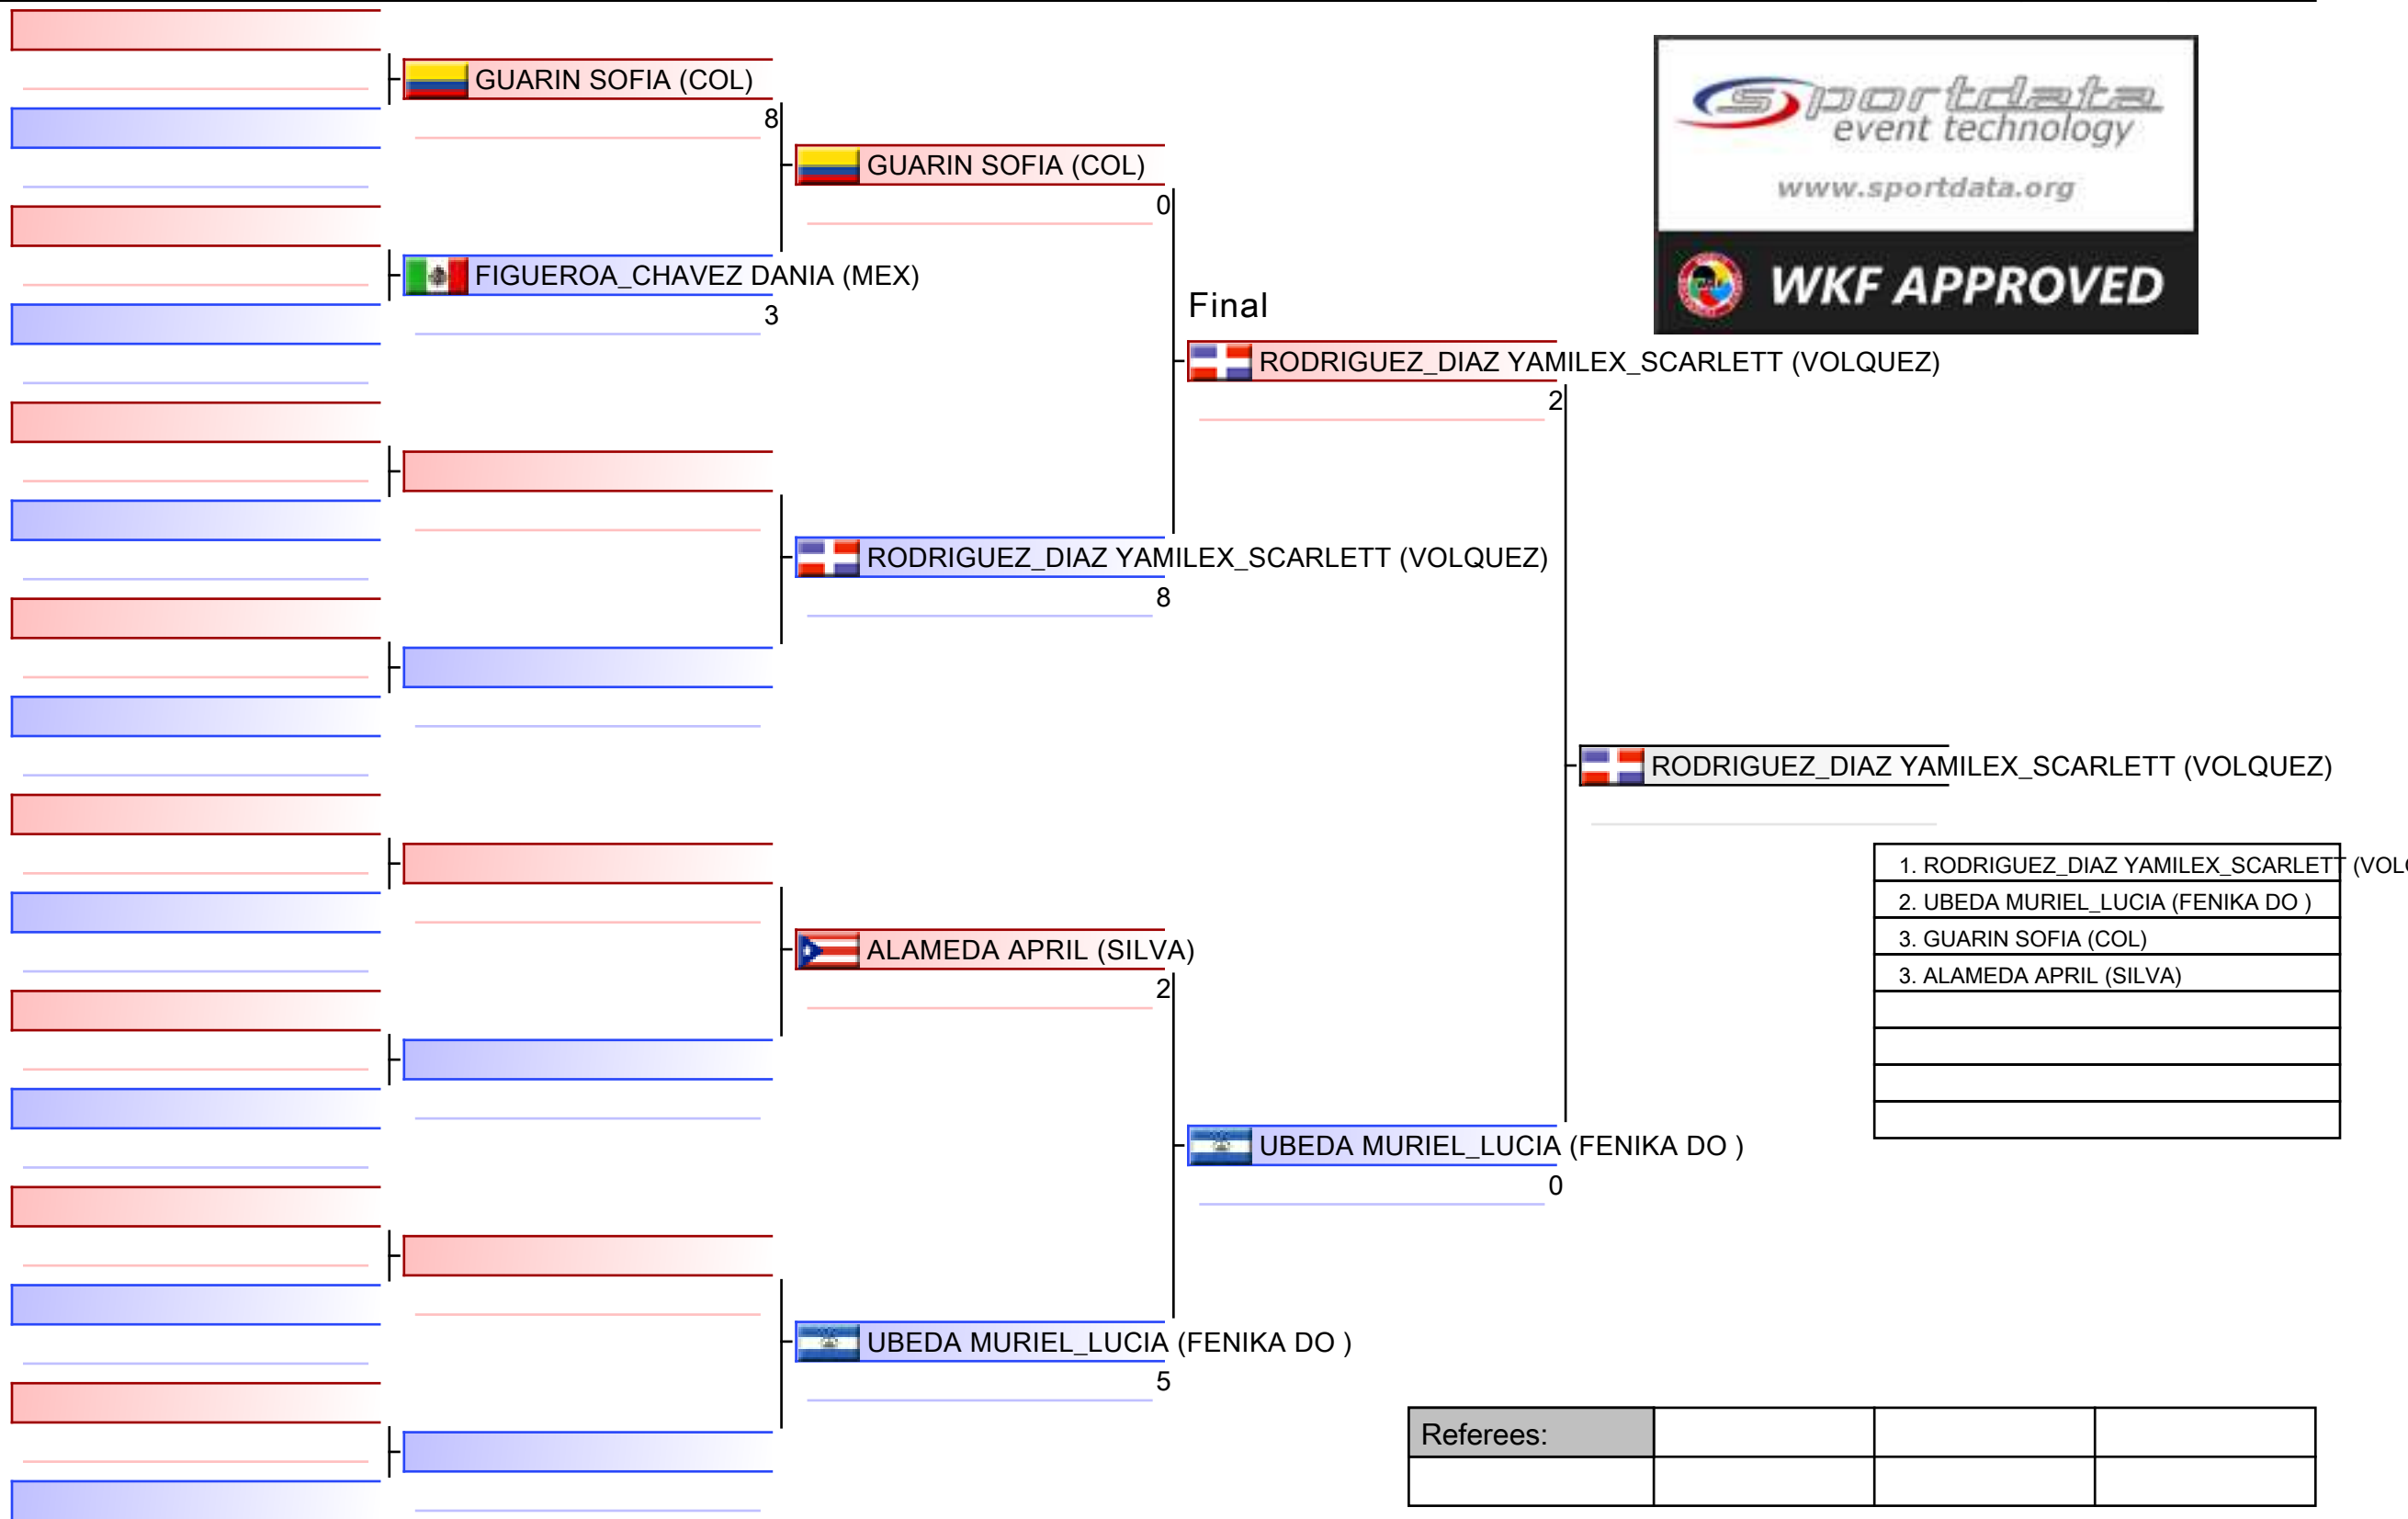 GUARIN SOFIA (COL)
8
FIGUEROA_CHAVEZ DANIA (MEX)
3
GUARIN SOFIA (COL)
0
RODRIGUEZ_DIAZ YAMILEX_SCARLETT (VOLQUEZ)
8
ALAMEDA APRIL (SILVA)
2
UBEDA MURIEL_LUCIA (FENIKA DO )
5
Final
RODRIGUEZ_DIAZ YAMILEX_SCARLETT (VOLQUEZ)
2
UBEDA MURIEL_LUCIA (FENIKA DO )
0
RODRIGUEZ_DIAZ YAMILEX_SCARLETT (VOLQUEZ)
sportdata
event technology
www.sportdata.org
WKF APPROVED
1. RODRIGUEZ_DIAZ YAMILEX_SCARLETT (VOL
2. UBEDA MURIEL_LUCIA (FENIKA DO )
3. GUARIN SOFIA (COL)
3. ALAMEDA APRIL (SILVA)
Referees: